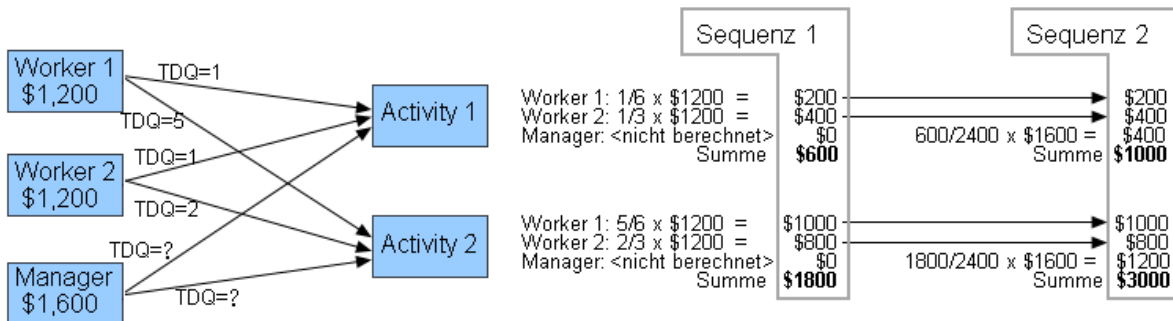 Worker 1
$1,200
Worker 2
$1,200
Manager
$1,600
TDQ=1
TDQ=5
TDQ=1
TDQ=2
TDQ=?
TDQ=?
Activity 1
Activity 2
Sequenz 1
Sequenz 2
Worker 1: 1/6 x $1200 = $200 $200
Worker 2: 1/3 x $1200 = $400 $400
Manager: <nicht berechnet> $0 600/2400 x $1600 = $400
Summe $600 Summe $1000
Worker 1: 5/6 x $1200 = $1000 $1000
Worker 2: 2/3 x $1200 = $800 $800
Manager: <nicht berechnet> $0 1800/2400 x $1600 = $1200
Summe $1800 Summe $3000